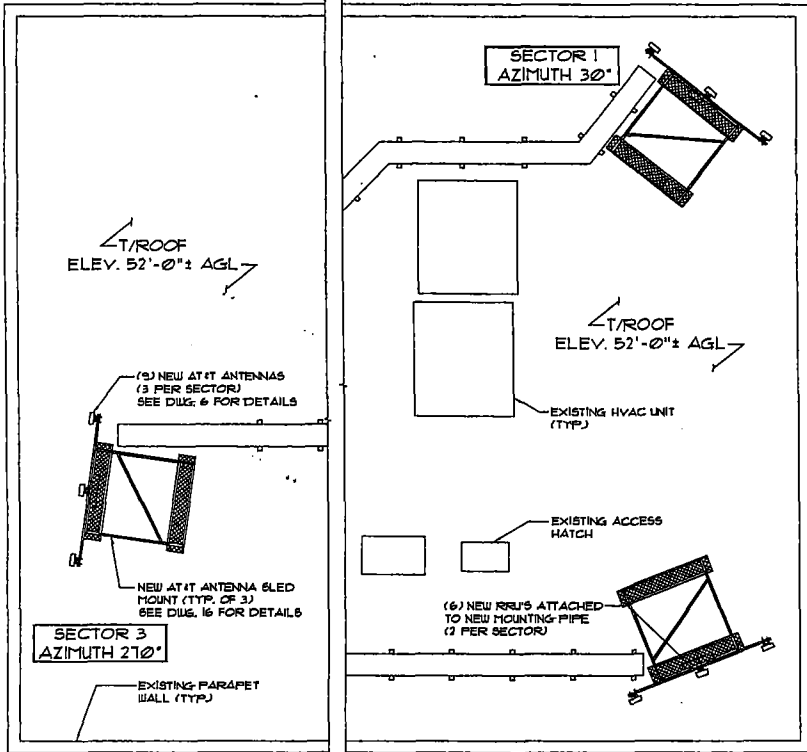 SECTOR 1
AZIMUTH 30°
T/ROOF
ELEV. 52'-0"± AGL
T/ROOF
ELEV. 52'-0"± AGL
(9) NEW AT&T ANTENNAS
(3 PER SECTOR)
SEE DWG. 6 FOR DETAILS
EXISTING HVAC UNIT
(TYP.)
EXISTING ACCESS
HATCH
NEW AT&T ANTENNA SLED
MOUNT (TYP. OF 3)
SEE DWG. 16 FOR DETAILS
(6) NEW RRU'S ATTACHED
TO NEW MOUNTING PIPE
(2 PER SECTOR)
SECTOR 3
AZIMUTH 270°
EXISTING PARAPET
WALL (TYP.)